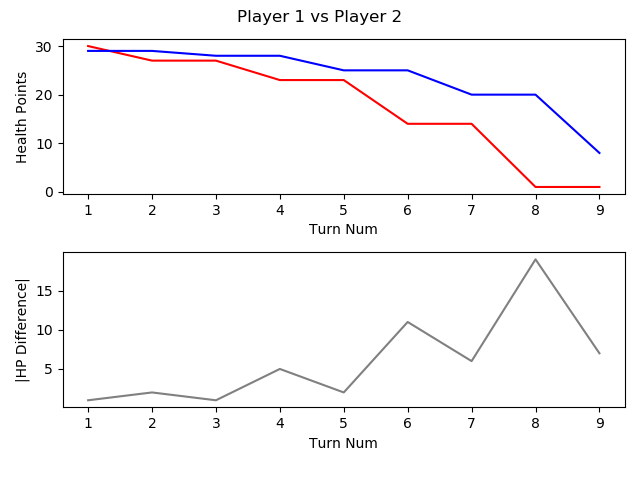 Player 1 vs Player 2
Health Points
30
20
10
0
1 2 3 4 5 6 7 8 9
Turn Num
|HP Difference|
15
10
5
1 2 3 4 5 6 7 8 9
Turn Num